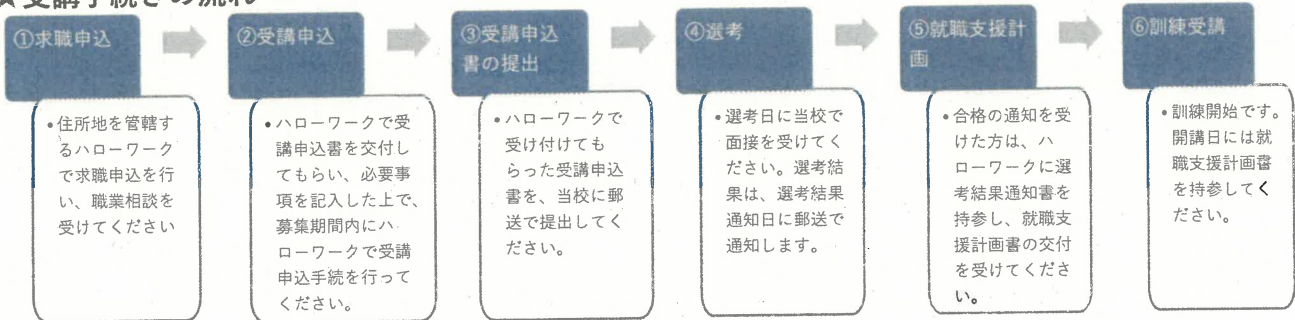 ★受講手続きの流れ
①求職申込
•住所地を管轄す
るハローワーク
で求職申込を行
い、職業相談を
受けてください
②受講申込
•ハローワークで受
講申込書を交付し
てもらい、必要事
項を記入した上で、
募集期間内にハ
ローワークで受講
申込手続を行って
ください。
③受講申込
書の提出
•ハローワークで
受け付けても
らった受講申込
書を、当校に郵
送で提出してく
ださい。
④選考
•選考日に当校で
面接を受けてく
ださい。選考結
果は、選考結果
通知日に郵送で
通知します。
⑤就職支援計
画
•合格の通知を受
けた方は、ハ
ローワークに選
考結果通知書を
持参し、就職支
援計画書の交付
を受けてくださ
い。
⑥訓練受講
•訓練開始です。
開講日には就
職支援計画書
を持参してく
ださい。